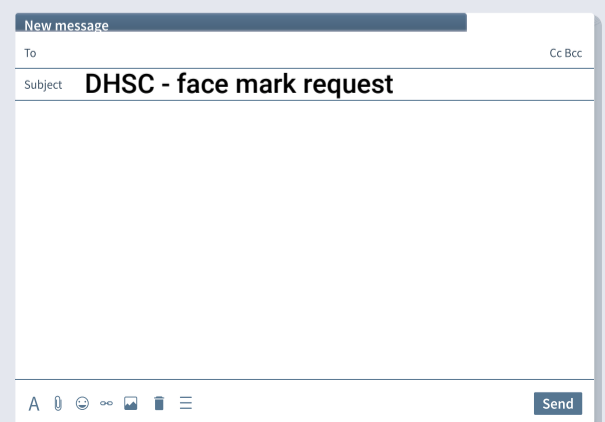 New message
To
Cc Bcc
Subject DHSC - face mark request
A
Send